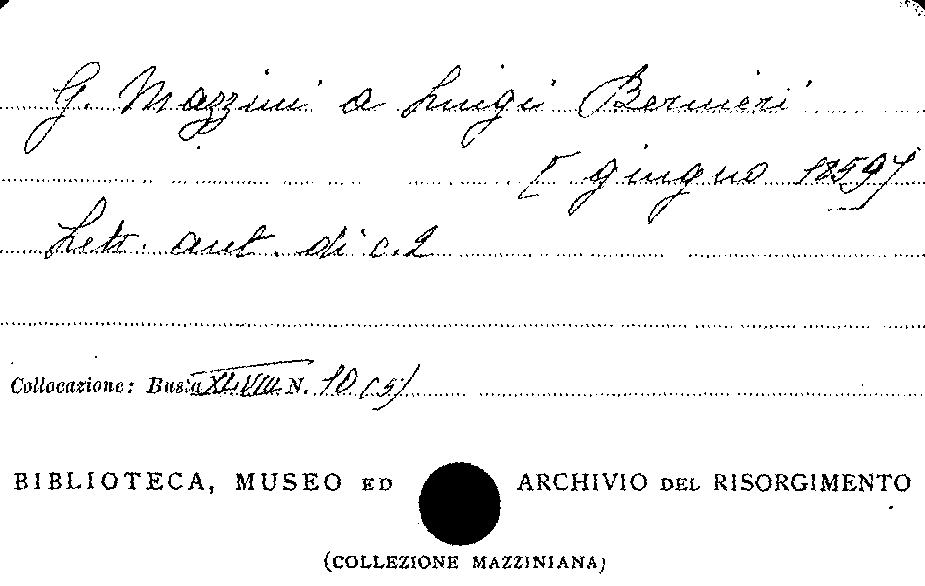 G. Mazzini a Luigi Bernieri
[giugno 1859]
Lett. aut. di c. 2
Collocazione: Busta XLVIII N. 10 (5)
BIBLIOTECA, MUSEO ED ARCHIVIO DEL RISORGIMENTO
(COLLEZIONE MAZZINIANA)